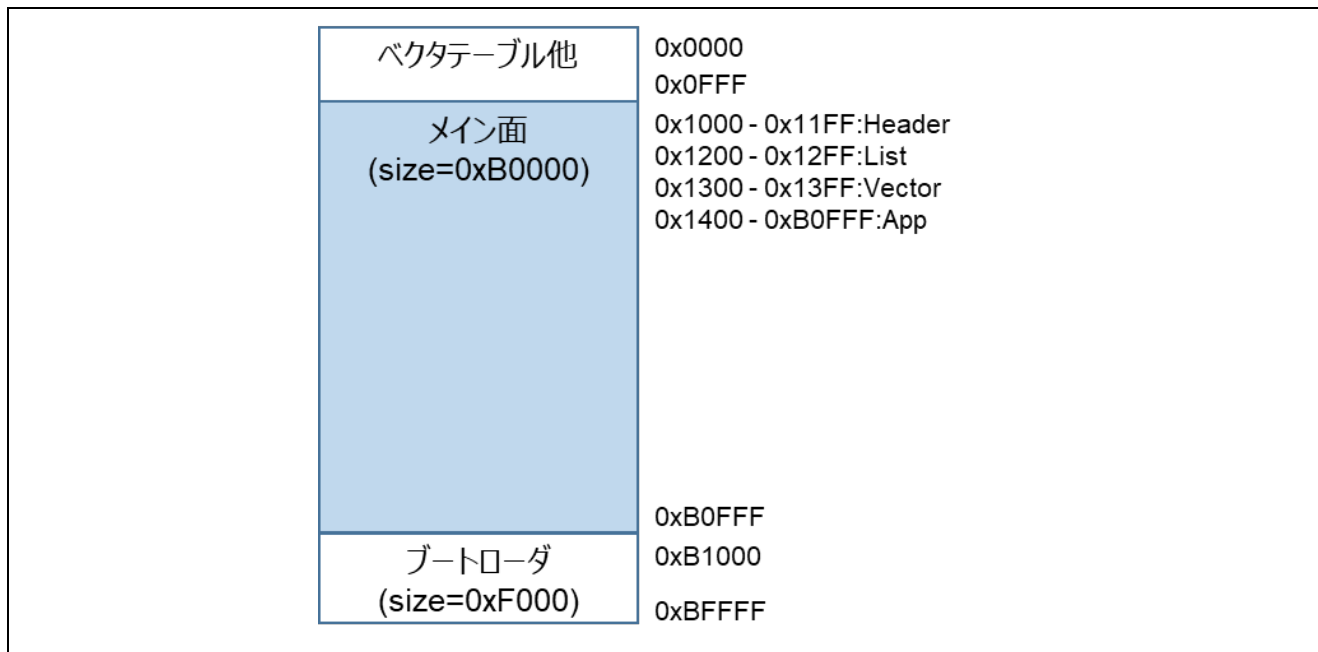 ベクタテーブル他
0x0000
0x0FFF
メイン面
(size=0xB0000)
0x1000 - 0x11FF:Header
0x1200 - 0x12FF:List
0x1300 - 0x13FF:Vector
0x1400 - 0xB0FFF:App
0xB0FFF
ブートローダ
(size=0xF000)
0xB1000
0xBFFFF